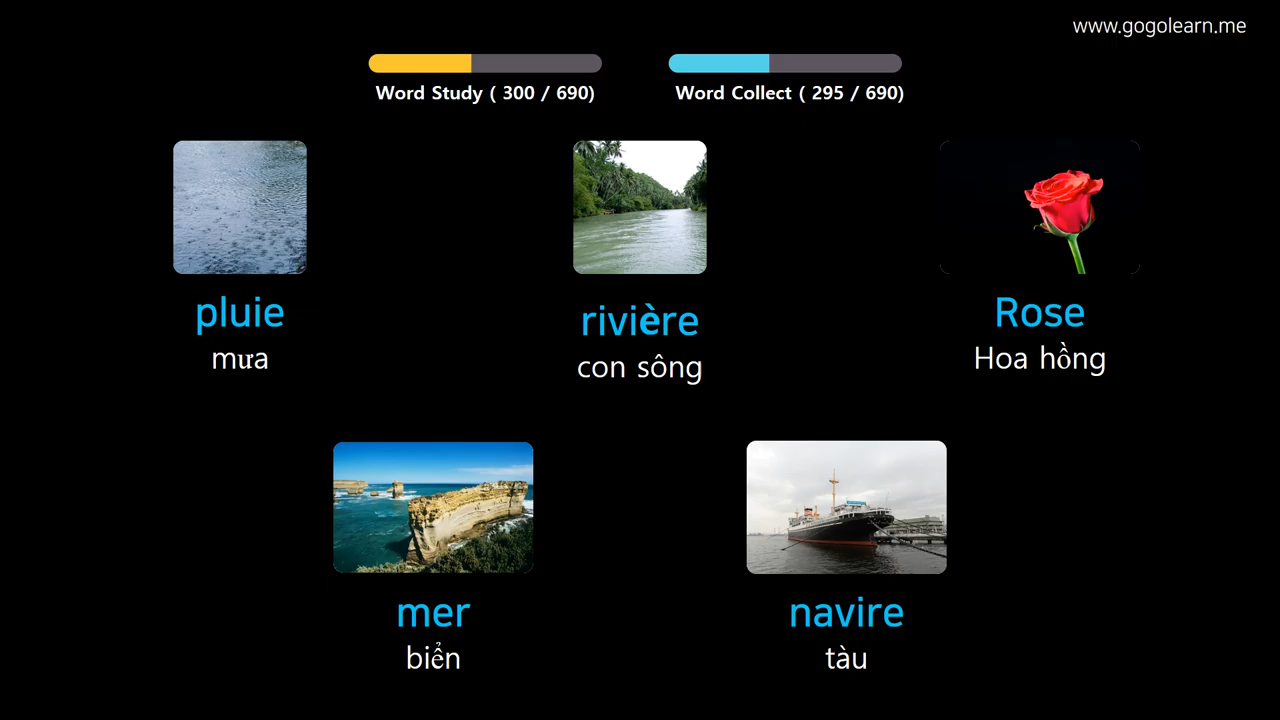 www.gogolearn.me
Word Study ( 300 / 690)
Word Collect ( 295 / 690)
pluie
mưa
rivière
con sông
Rose
Hoa hồng
mer
biển
navire
tàu